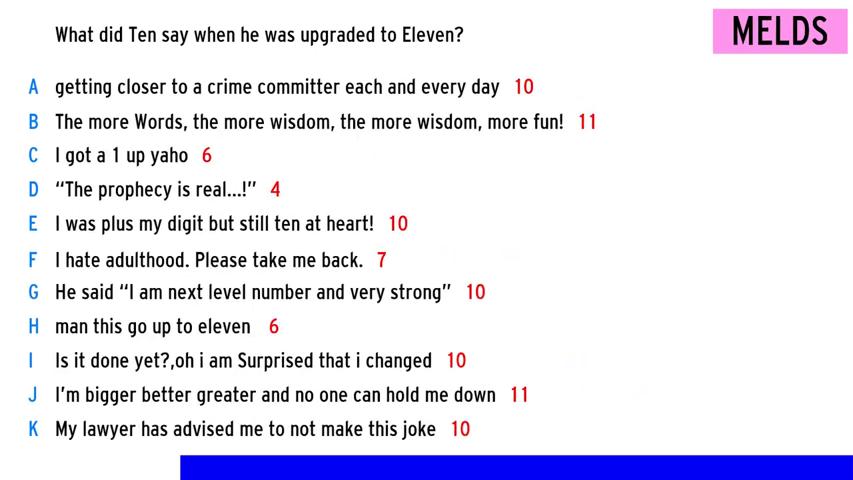 What did Ten say when he was upgraded to Eleven?
MELDS
A getting closer to a crime committer each and every day 10
B The more Words, the more wisdom, the more wisdom, more fun! 11
C I got a 1 up yaho 6
D “The prophecy is real...!” 4
E I was plus my digit but still ten at heart! 10
F I hate adulthood. Please take me back. 7
G He said “I am next level number and very strong” 10
H man this go up to eleven 6
I Is it done yet?,oh i am Surprised that i changed 10
J I'm bigger better greater and no one can hold me down 11
K My lawyer has advised me to not make this joke 10